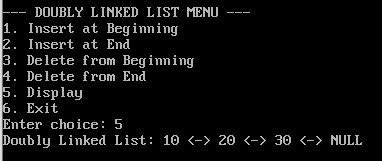 --- DOUBLY LINKED LIST MENU ---
1. Insert at Beginning
2. Insert at End
3. Delete from Beginning
4. Delete from End
5. Display
6. Exit
Enter choice: 5
Doubly Linked List: 10 <-> 20 <-> 30 <-> NULL